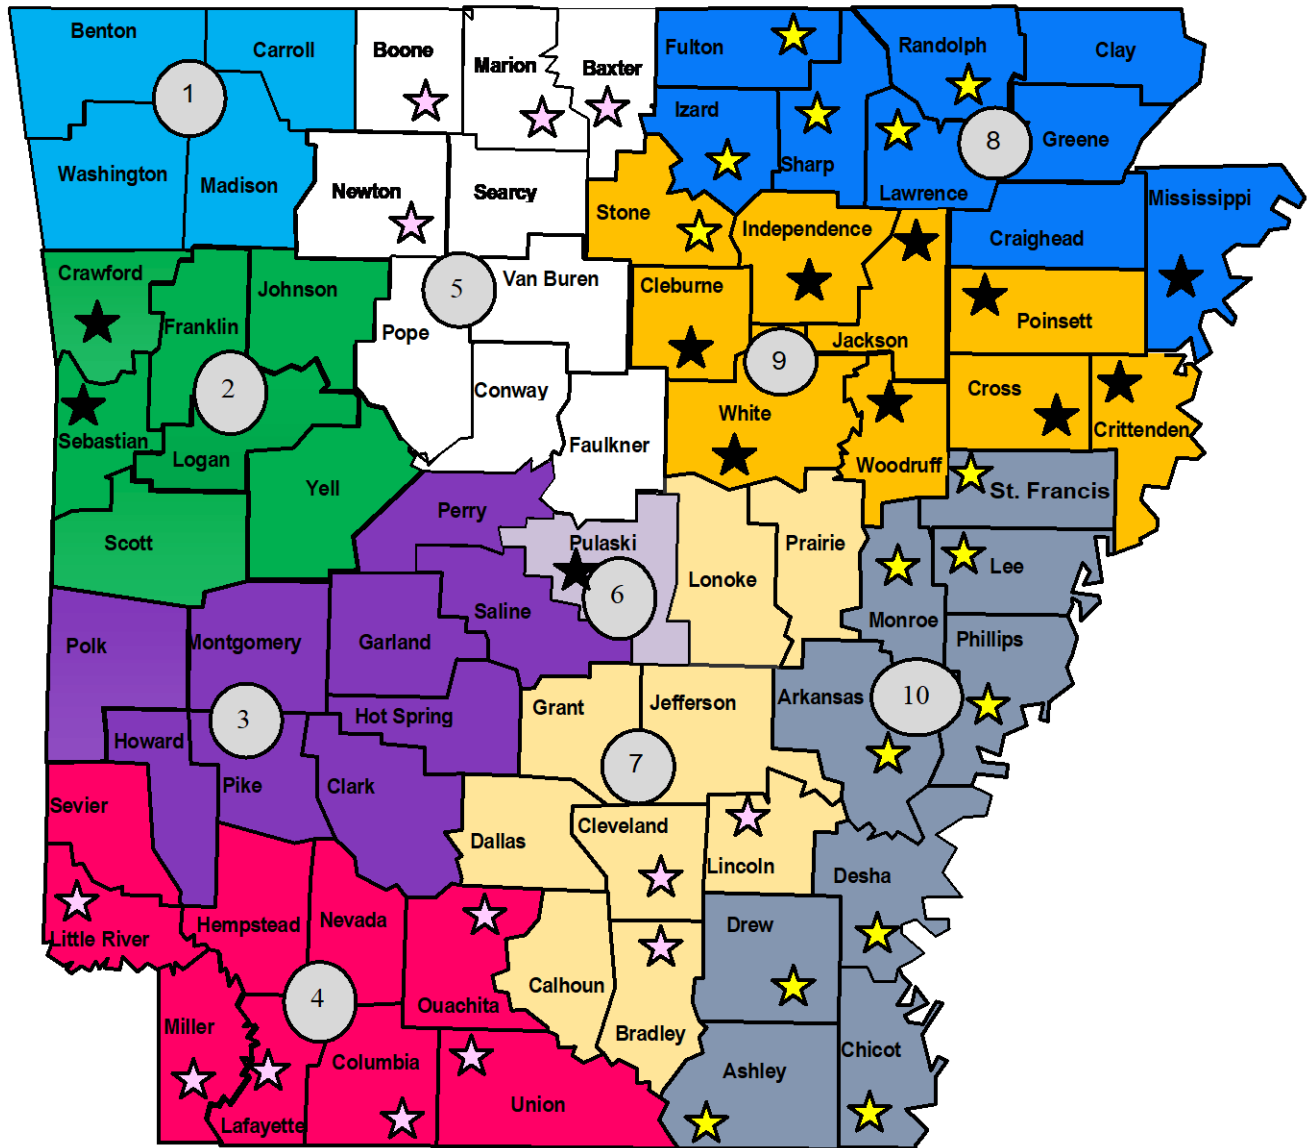 Benton
Carroll
Boone
Marion
Baxter
Fulton
Randolph
Clay
1
Izard
Sharp
Lawrence
8
Greene
Washington
Madison
Newton
Searcy
Stone
Independence
Craighead
Mississippi
Crawford
Franklin
Johnson
5
Van Buren
Pope
Cleburne
Jackson
Poinsett
2
9
Conway
White
Cross
Crittenden
Sebastian
Logan
Faulkner
Woodruff
Yell
St. Francis
Scott
Perry
Pulaski
6
Lonoke
Prairie
Lee
Polk
Montgomery
Garland
Saline
Monroe
Phillips
3
Howard
Hot Spring
Grant
Jefferson
Arkansas
10
7
Sevier
Pike
Clark
Dallas
Cleveland
Lincoln
Desha
Little River
Hempstead
Nevada
Drew
4
Ouachita
Calhoun
Bradley
Miller
Columbia
Ashley
Chicot
Lafayette
Union